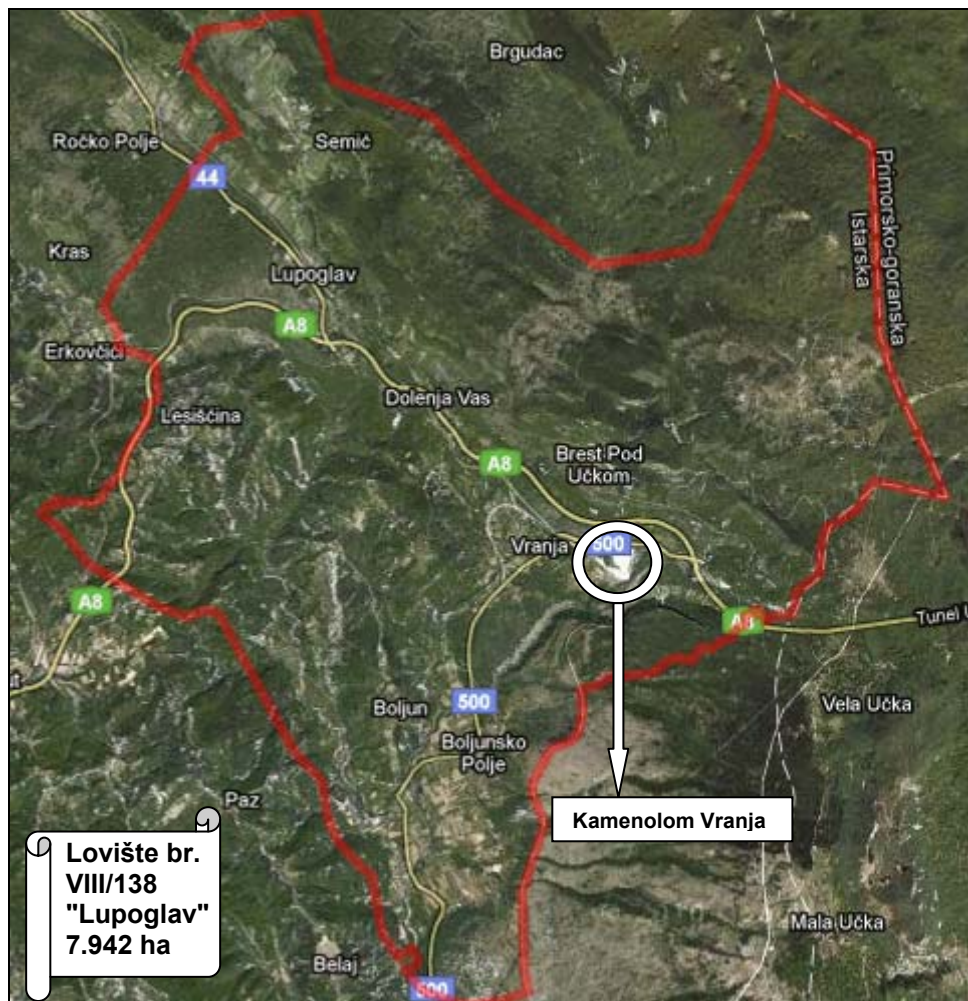 Brgudac
Ročko Polje
Semič
44
Primorsko-goranska
Istarska
Kras
Lupoglav
A8
Erkovčići
Dolenja Vas
Lesišćina
A8
Brest Pod
Učkom
Vranja
500
A8
A8
Tunel U
500
Boljun
Vela Učka
Boljunsko
Polje
Paz
Kamenolom Vranja
Lovište br.
VIII/138
"Lupoglav"
7.942 ha
Mala Učka
Belaj
500